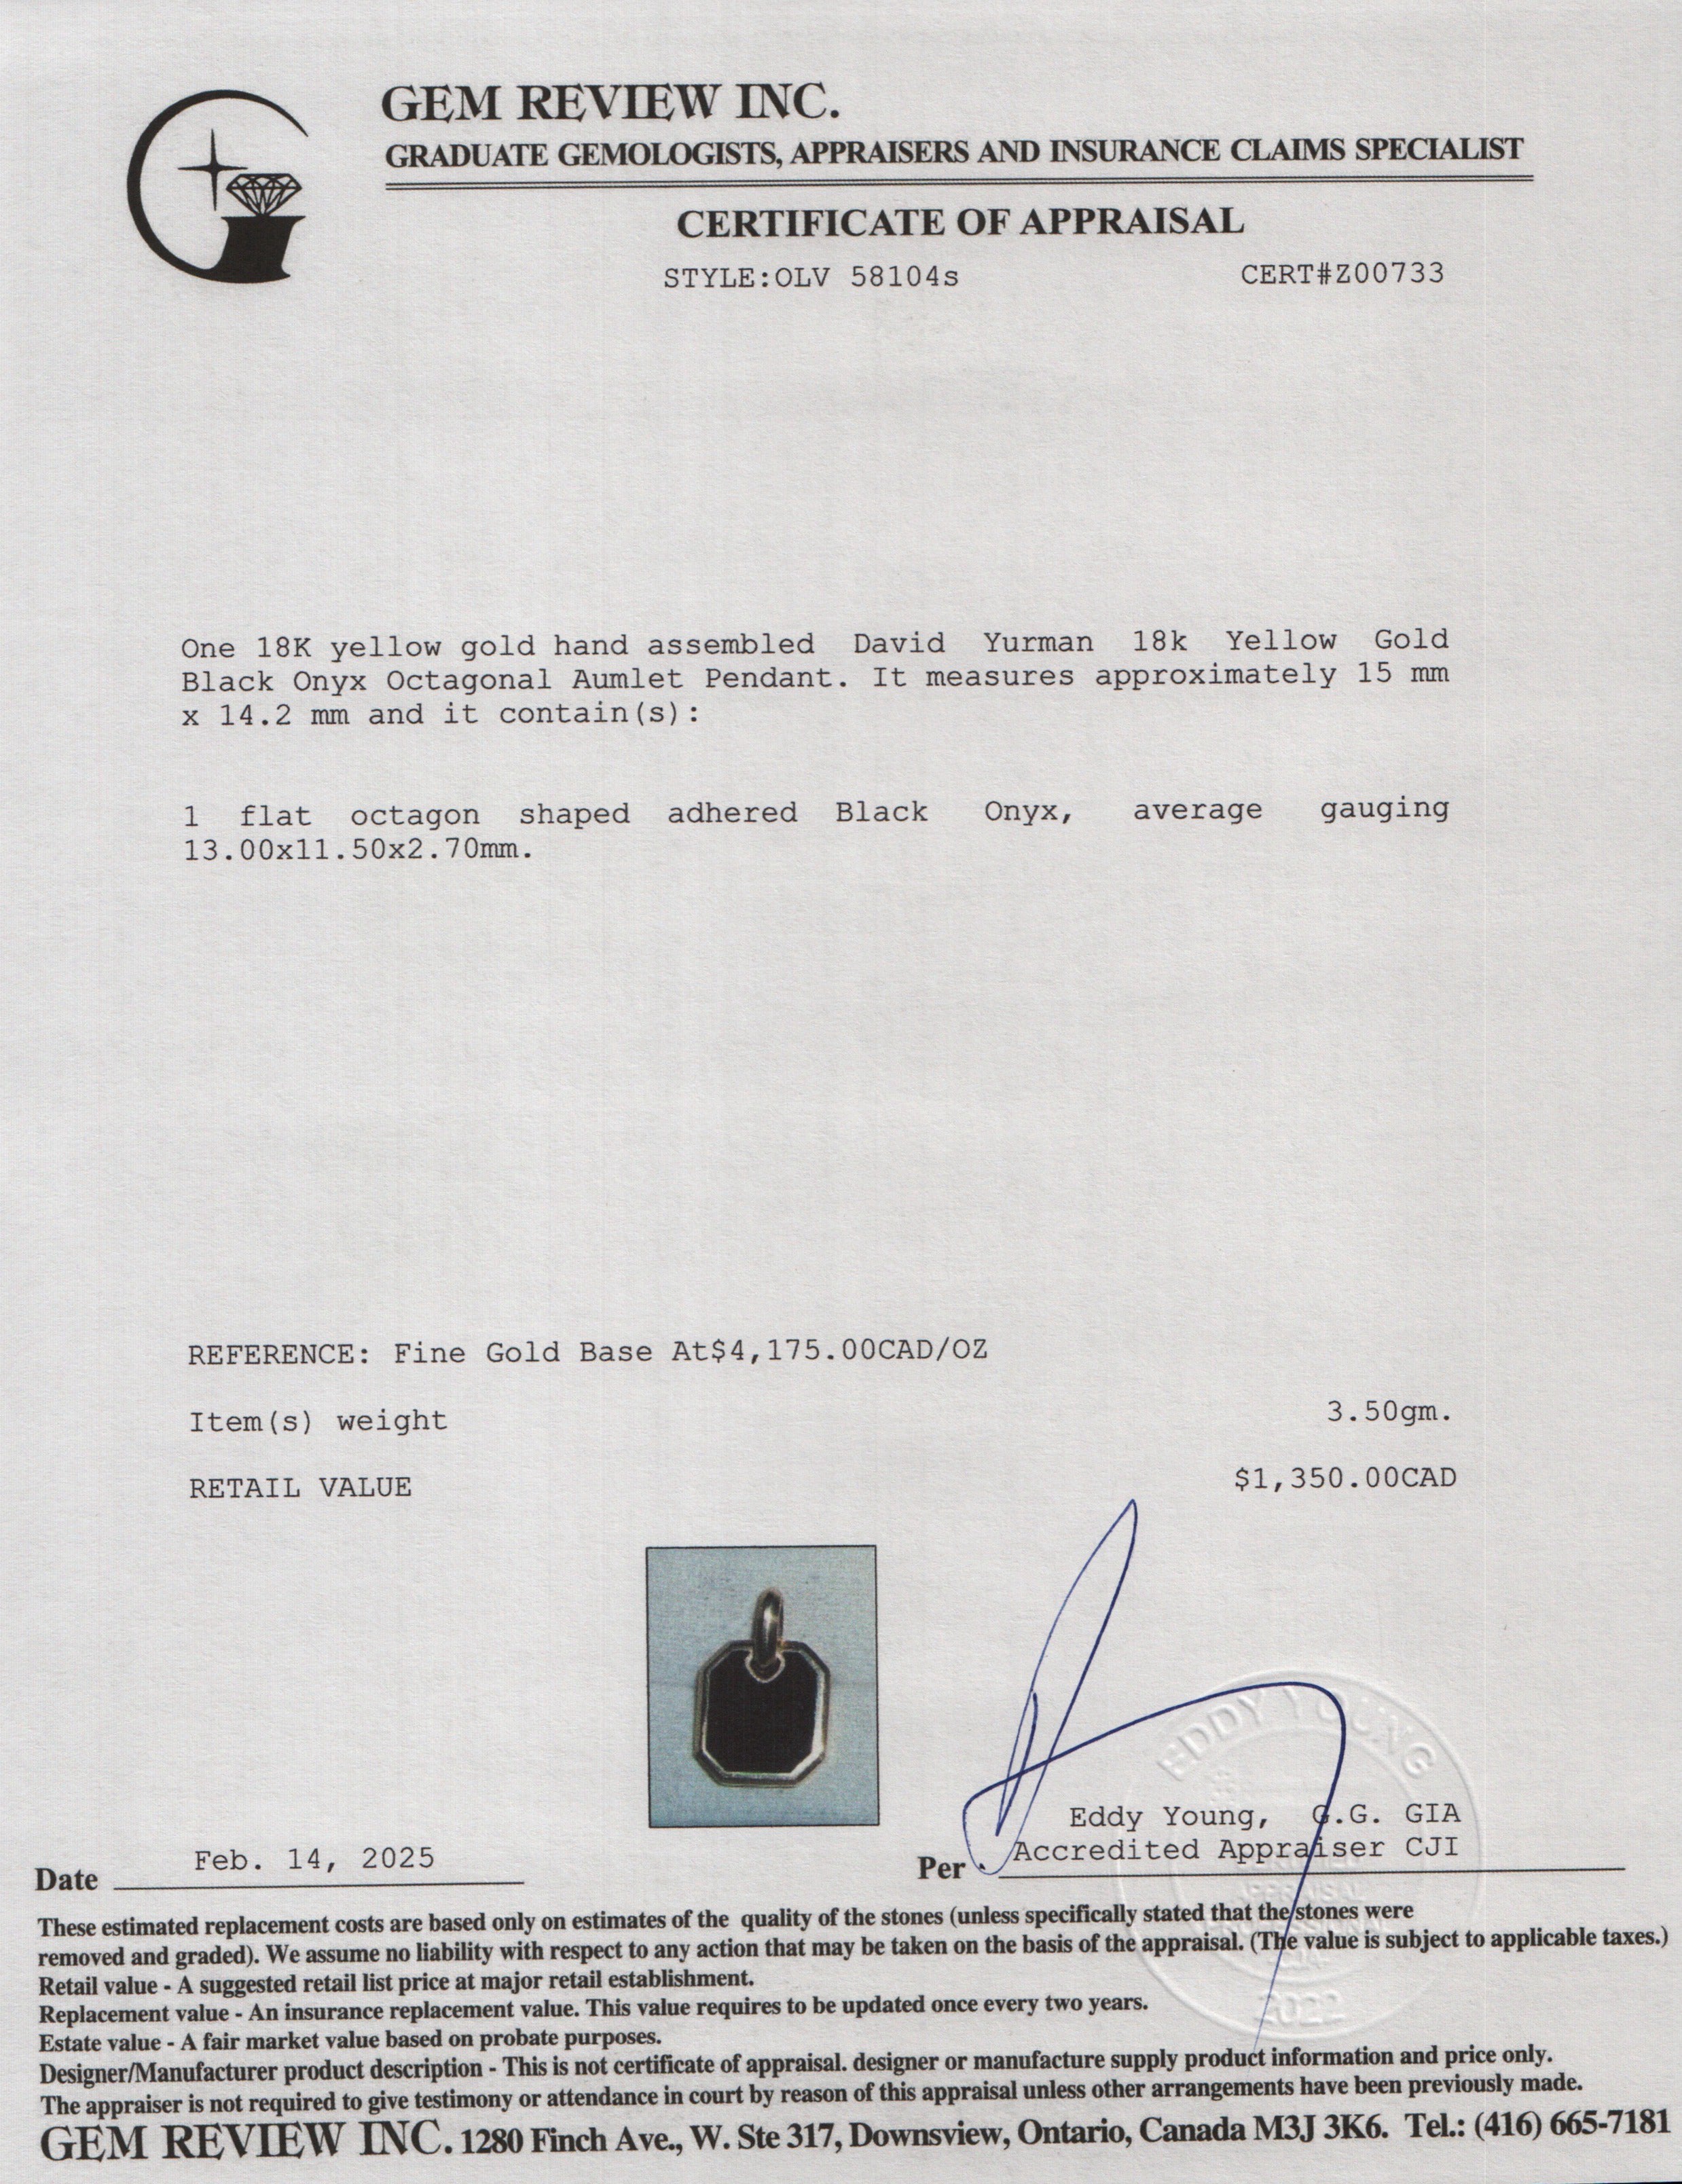 GEM REVIEW INC.
GRADUATE GEMOLOGISTS, APPRAISERS AND INSURANCE CLAIMS SPECIALIST
CERTIFICATE OF APPRAISAL
STYLE:OLV 58104s CERT#Z00733
One 18K yellow gold hand assembled David Yurman 18k Yellow Gold
Black Onyx Octagonal Aumlet Pendant. It measures approximately 15 mm
x 14.2 mm and it contain(s):
1 flat octagon shaped adhered Black Onyx, average gauging
13.00x11.50x2.70mm.
REFERENCE: Fine Gold Base At$4,175.00CAD/OZ
Item(s) weight 3.50gm.
RETAIL VALUE $1,350.00CAD
EDDY YOUNG
Eddy Young, G.G. GIA
Accredited Appraiser CJI
Date Feb. 14, 2025 Per
2022
These estimated replacement costs are based only on estimates of the quality of the stones (unless specifically stated that the stones were
removed and graded). We assume no liability with respect to any action that may be taken on the basis of the appraisal. (The value is subject to applicable taxes.)
Retail value - A suggested retail list price at major retail establishment.
Replacement value - An insurance replacement value. This value requires to be updated once every two years.
Estate value - A fair market value based on probate purposes.
Designer/Manufacturer product description - This is not certificate of appraisal. designer or manufacture supply product information and price only.
The appraiser is not required to give testimony or attendance in court by reason of this appraisal unless other arrangements have been previously made.
GEM REVIEW INC. 1280 Finch Ave., W. Ste 317, Downsview, Ontario, Canada M3J 3K6. Tel.: (416) 665-7181